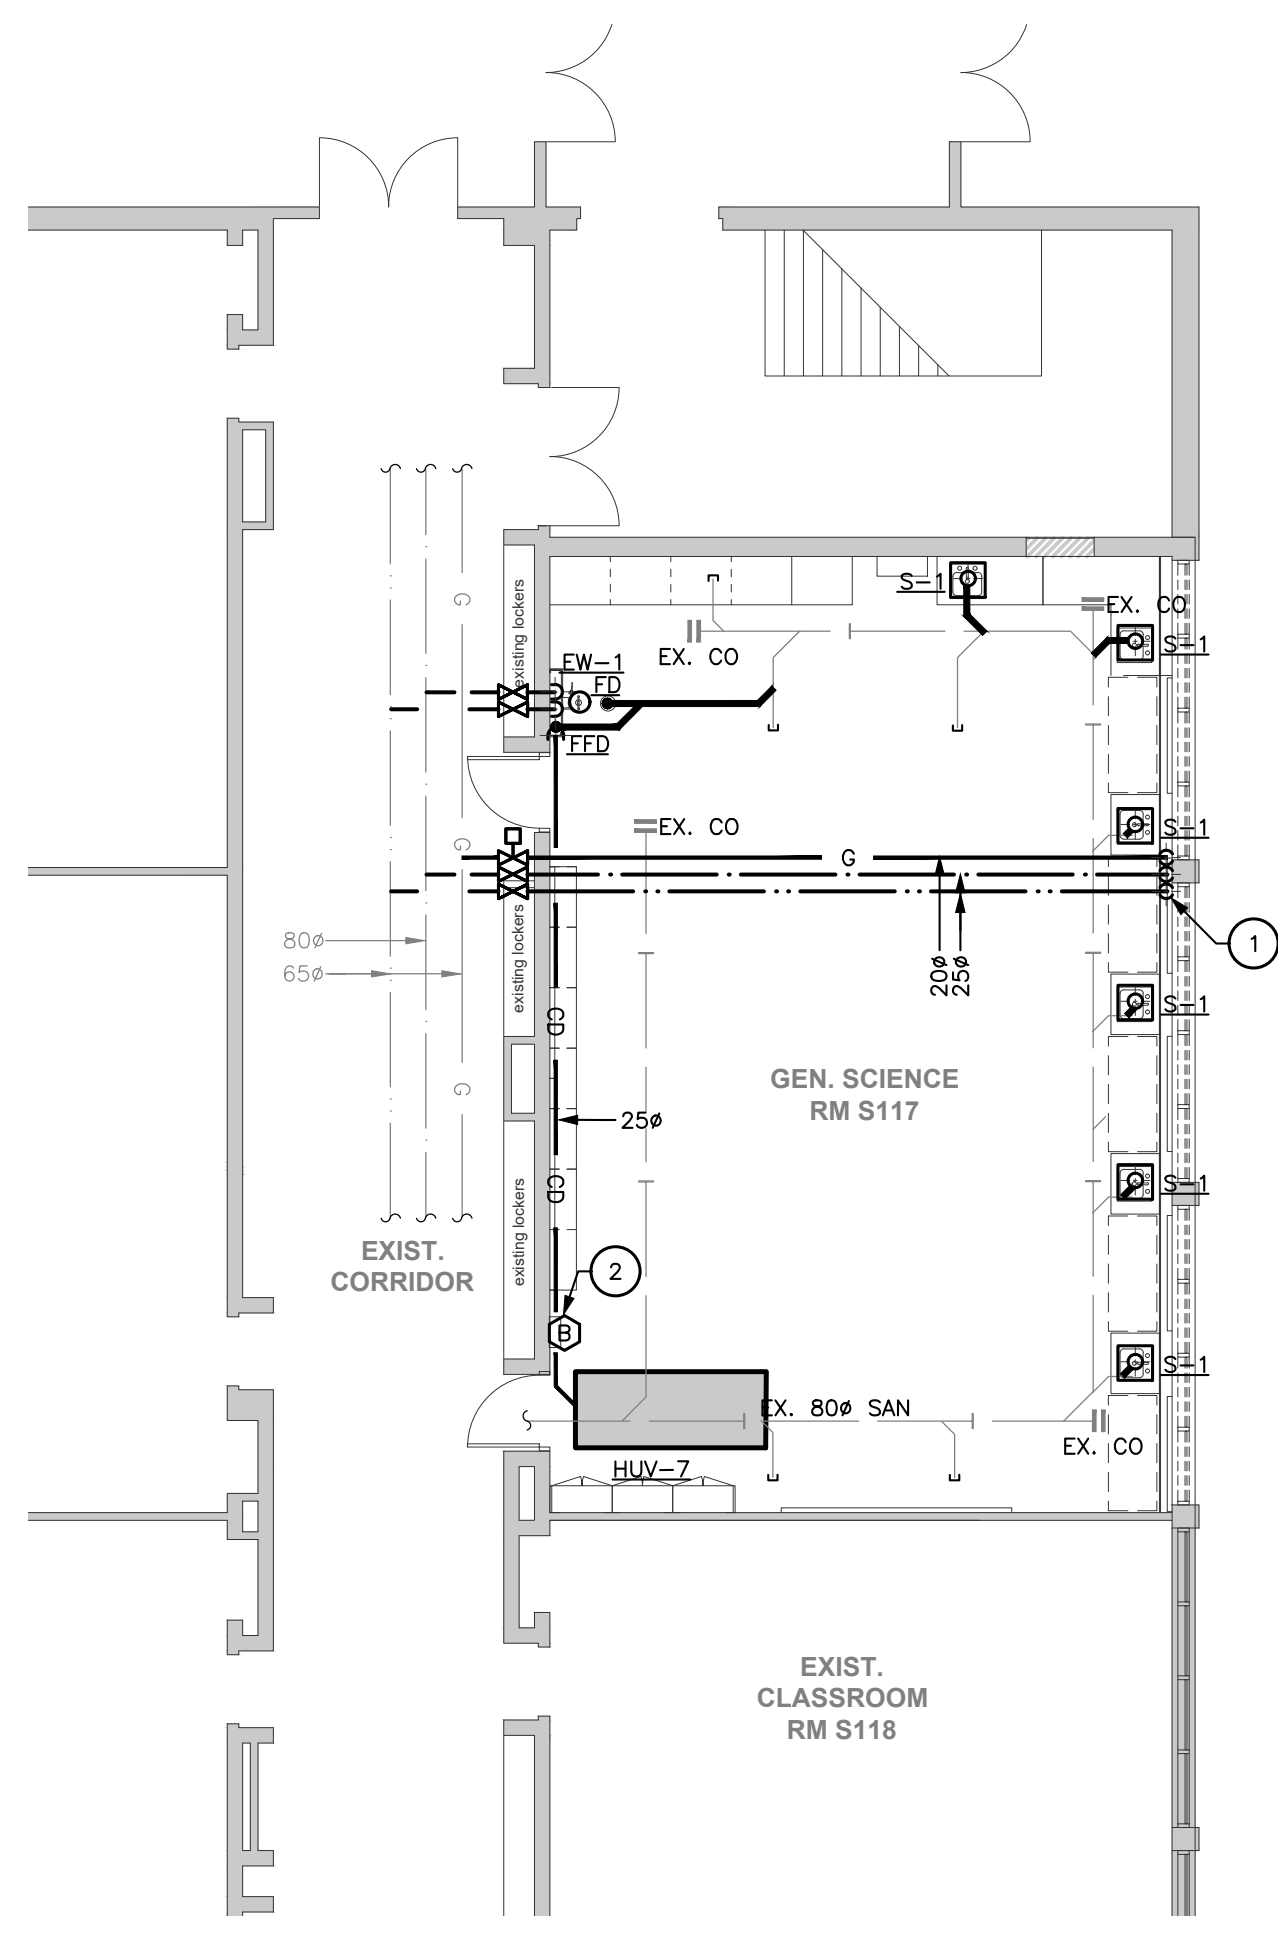 S-1
EX. CO
G
existing lockers
EX. CO
S-1
EW-1
FD
FFD
EX. CO
S-1
G
G
80ø
65ø
existing lockers
20ø
25ø
1
CD
S-1
G
GEN. SCIENCE
RM S117
25ø
CD
S-1
existing lockers
EXIST.
CORRIDOR
2
B
S-1
EX. 80ø SAN
EX. CO
HUV-7
EXIST.
CLASSROOM
RM S118